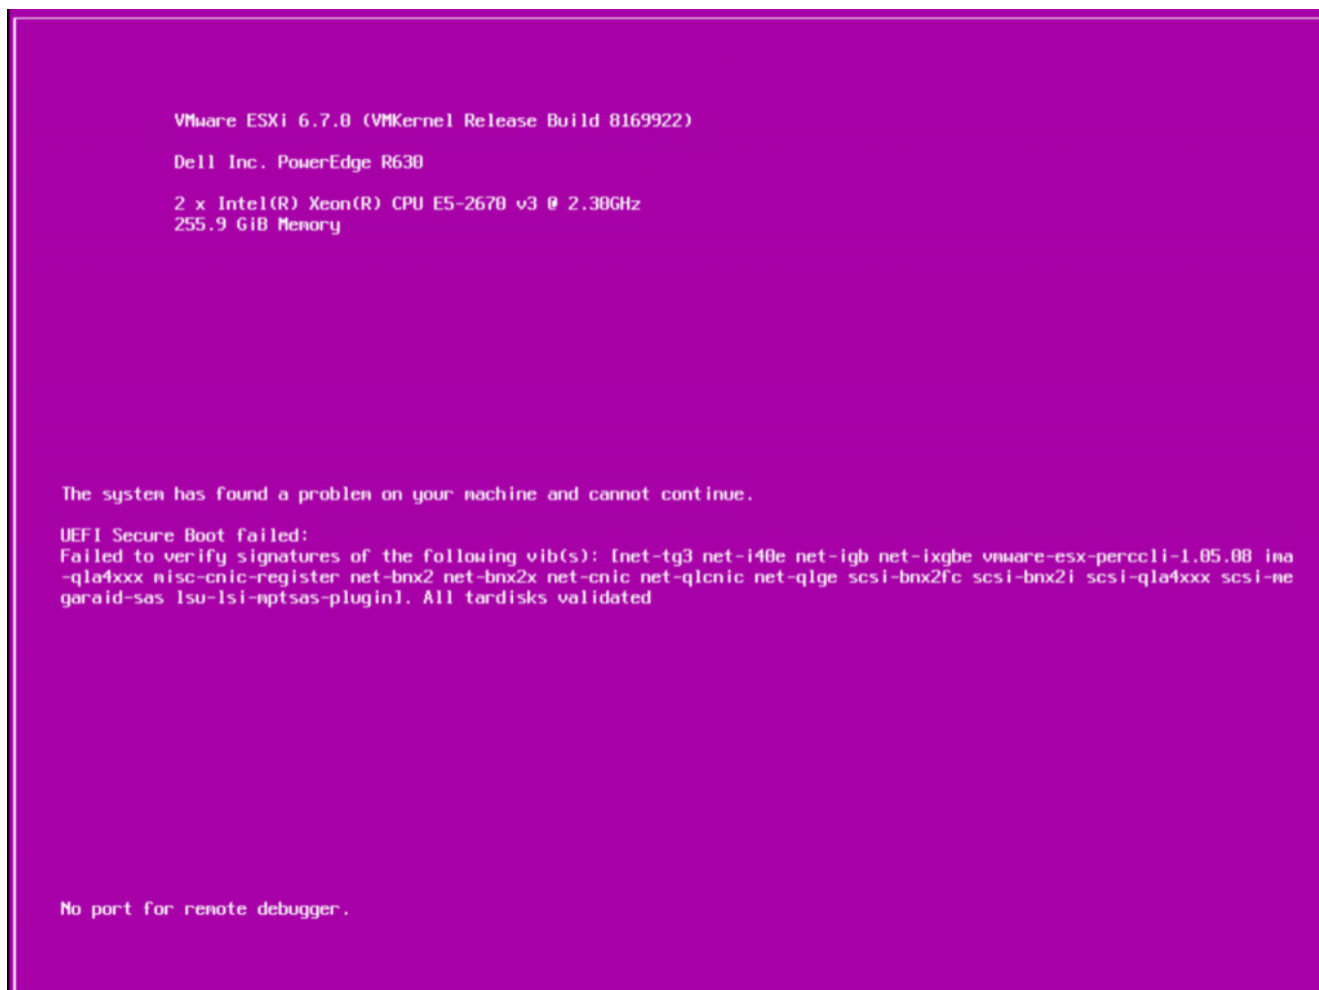 VMware ESXi 6.7.0 (VMKernel Release Build 8169922)
Dell Inc. PowerEdge R630
2 x Intel(R) Xeon(R) CPU E5-2670 v3 @ 2.30GHz
255.9 GiB Memory
The system has found a problem on your machine and cannot continue.
UEFI Secure Boot failed:
Failed to verify signatures of the following vib(s): [net-tg3 net-i40e net-igb net-ixgbe vmware-esx-perccli-1.05.08 ima
-qla4xxx misc-cnic-register net-bnx2 net-bnx2x net-cnic net-qlcnic net-qlge scsi-bnx2fc scsi-bnx2i scsi-qla4xxx scsi-me
garaid-sas lsu-lsi-mptsas-plugin]. All tardisks validated
No port for remote debugger.